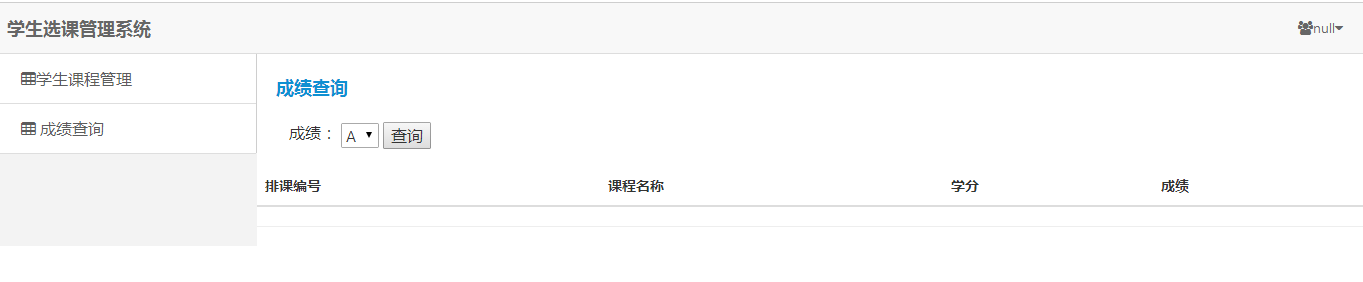 学生选课管理系统
null
学生课程管理
成绩查询
成绩查询
成绩： A 查询
排课编号 课程名称 学分 成绩